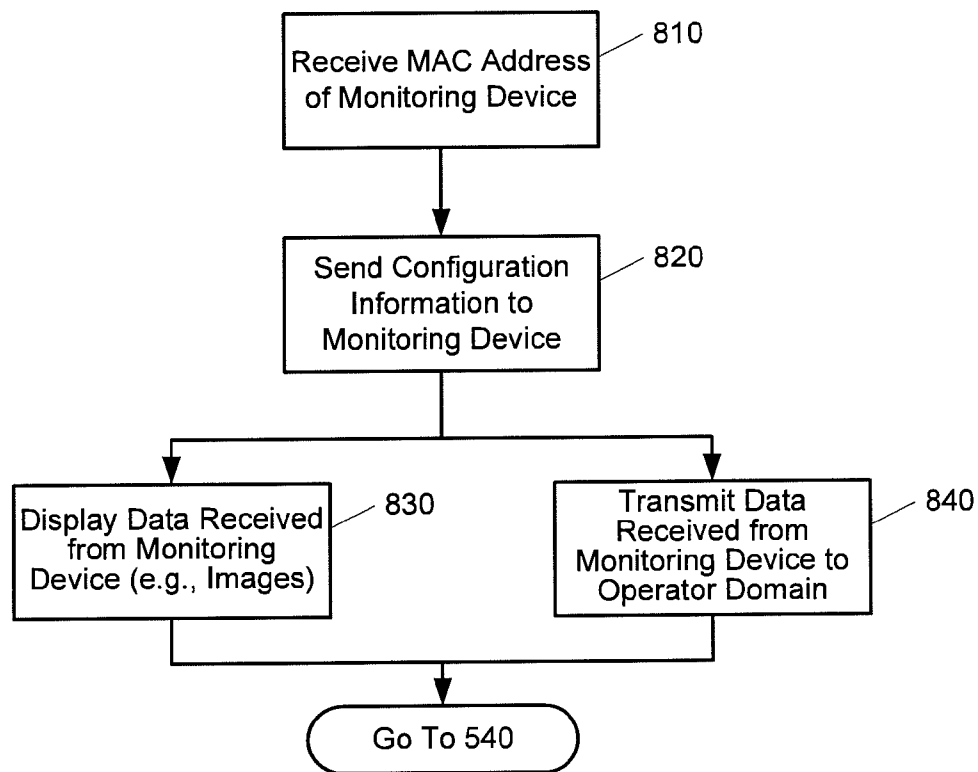 810
Receive MAC Address
of Monitoring Device
820
Send Configuration
Information to
Monitoring Device
830
Display Data Received
from Monitoring
Device (e.g., Images)
840
Transmit Data
Received from
Monitoring Device to
Operator Domain
Go To 540